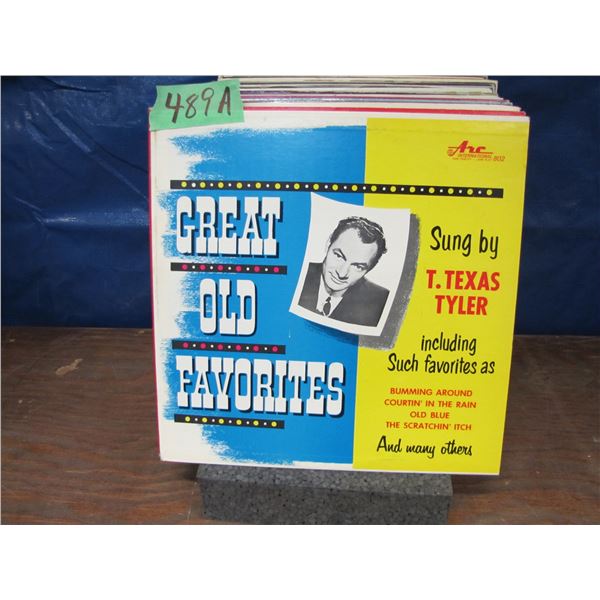 489A
Arc
INTERNATIONAL 802
GREAT
OLD
FAVORITES
Sung by
T. TEXAS
TYLER
including
Such favorites as
BUMMING AROUND
COURTIN' IN THE RAIN
OLD BLUE
THE SCRATCHIN' ITCH
And many others